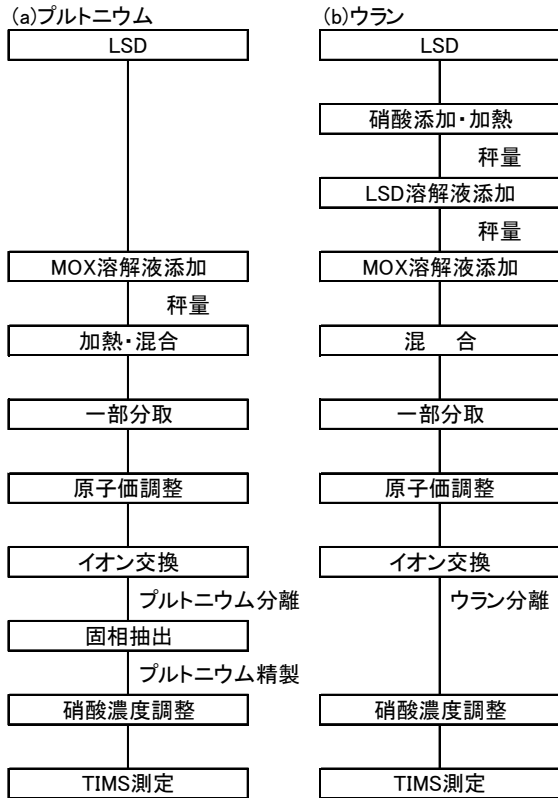 (a)プルトニウム
LSD
MOX溶解液添加
秤量
加熱・混合
一部分取
原子価調整
イオン交換
プルトニウム分離
固相抽出
プルトニウム精製
硝酸濃度調整
TIMS測定
(b)ウラン
LSD
硝酸添加・加熱
秤量
LSD溶解液添加
秤量
MOX溶解液添加
混 合
一部分取
原子価調整
イオン交換
ウラン分離
硝酸濃度調整
TIMS測定